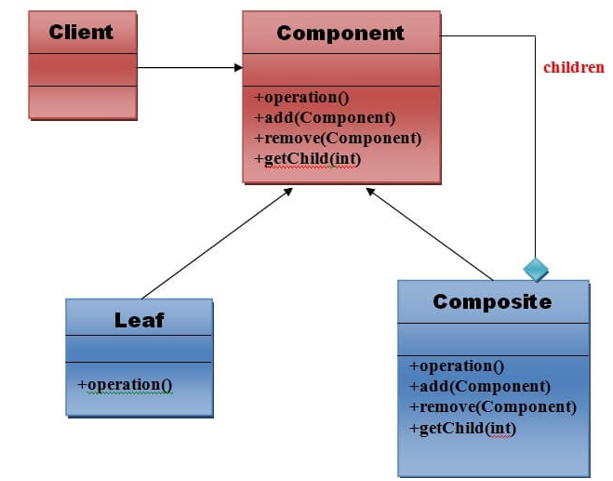 Client
Component
children
+operation()
+add(Component)
+remove(Component)
+getChild(int)
Leaf
+operation()
Composite
+operation()
+add(Component)
+remove(Component)
+getChild(int)